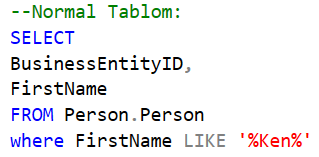 --Normal Tablom:
SELECT
BusinessEntityID,
FirstName
FROM Person.Person
where FirstName LIKE '%Ken%'